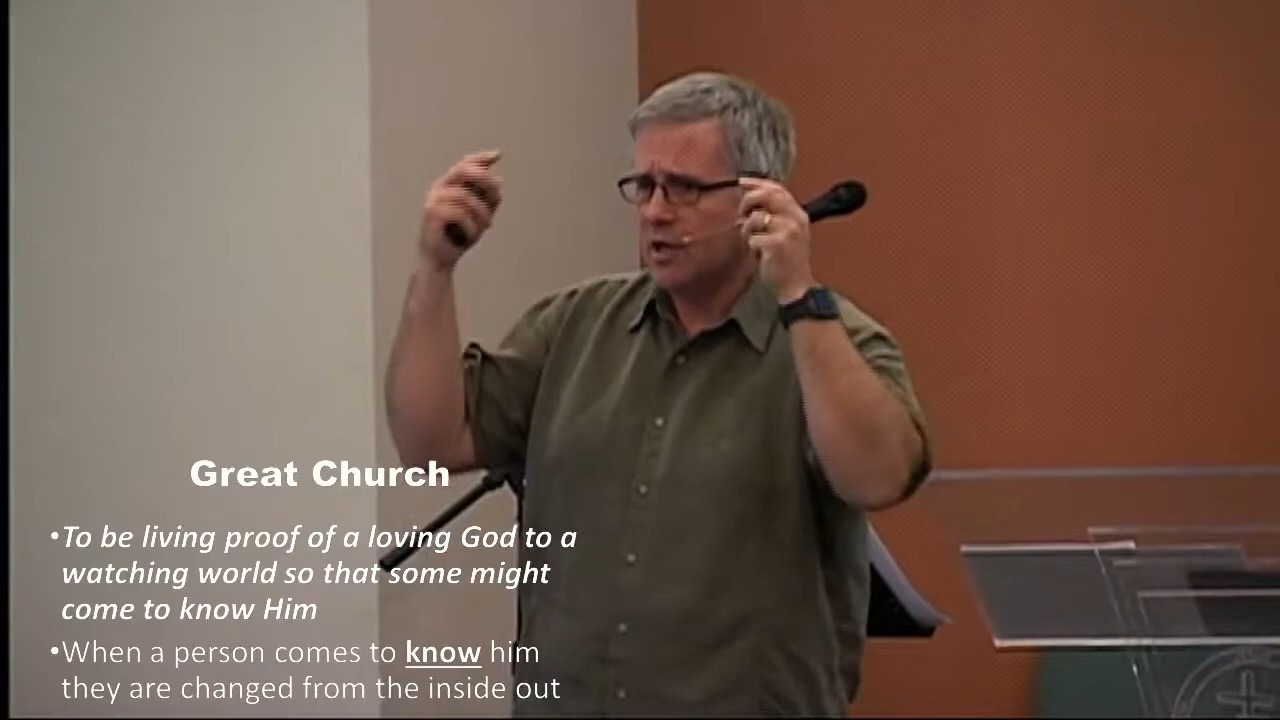 Great Church
•To be living proof of a loving God to a
watching world so that some might
come to know Him
•When a person comes to know him
they are changed from the inside out